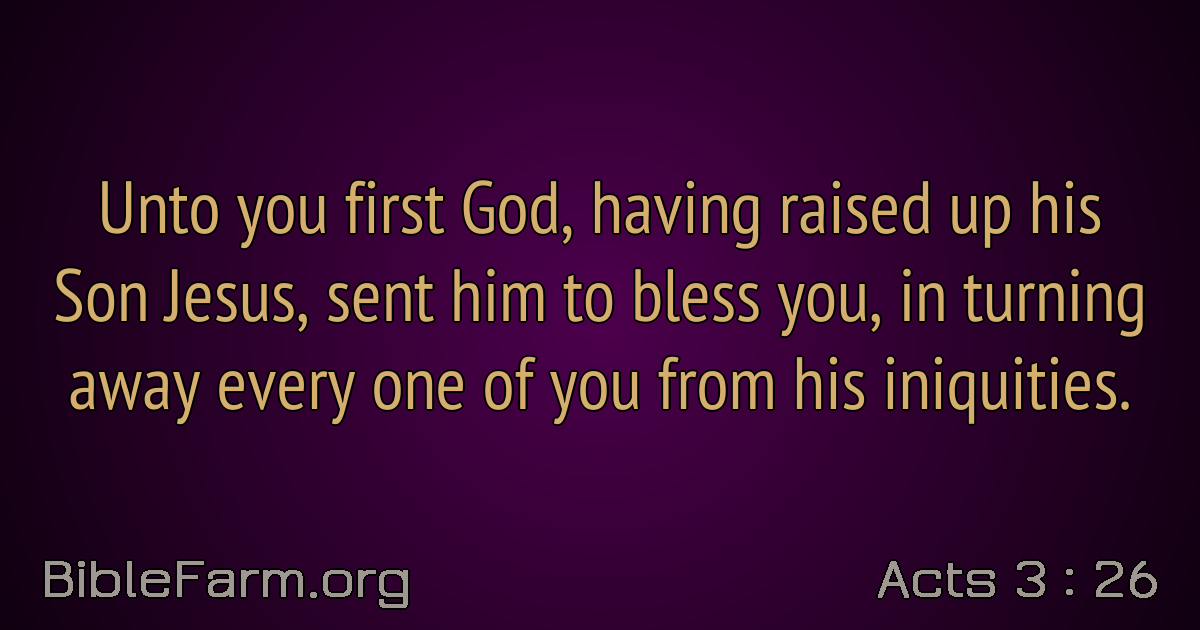 Unto you first God, having raised up his
Son Jesus, sent him to bless you, in turning
away every one of you from his iniquities.
BibleFarm.org
Acts 3 : 26